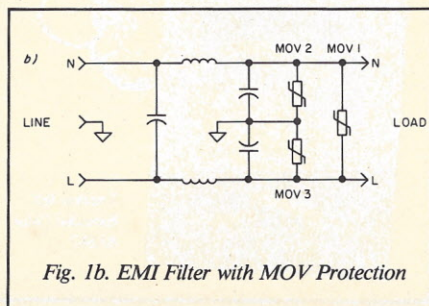 b)
N
MOV 2 MOV 1
N
LINE
LOAD
L
MOV 3
L
Fig. 1b. EMI Filter with MOV Protection